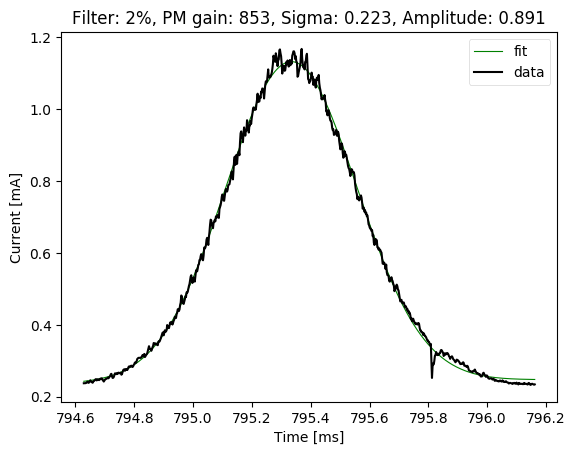 Filter: 2%, PM gain: 853, Sigma: 0.223, Amplitude: 0.891
fit
data
1.2
1.0
0.8
0.6
0.4
0.2
Current [mA]
794.6 794.8 795.0 795.2 795.4 795.6 795.8 796.0 796.2
Time [ms]